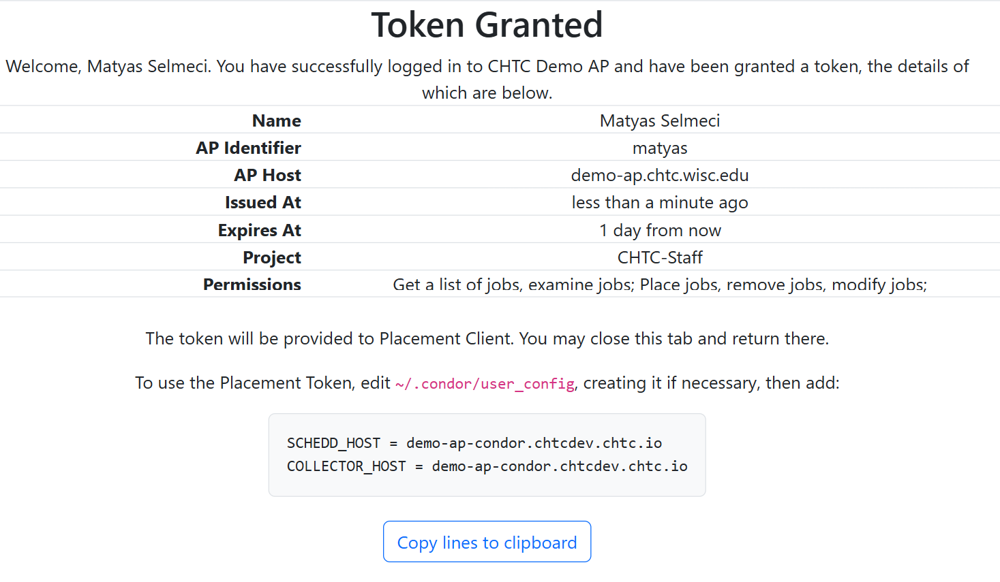 Token Granted
Welcome, Matyas Selmeci. You have successfully logged in to CHTC Demo AP and have been granted a token, the details of
which are below.
Name Matyas Selmeci
AP Identifier matyas
AP Host demo-ap.chtc.wisc.edu
Issued At less than a minute ago
Expires At 1 day from now
Project CHTC-Staff
Permissions Get a list of jobs, examine jobs; Place jobs, remove jobs, modify jobs;
The token will be provided to Placement Client. You may close this tab and return there.
To use the Placement Token, edit ~/.condor/user_config, creating it if necessary, then add:
SCHEDD_HOST = demo-ap-condor.chtcdev.chtc.io
COLLECTOR_HOST = demo-ap-condor.chtcdev.chtc.io
Copy lines to clipboard